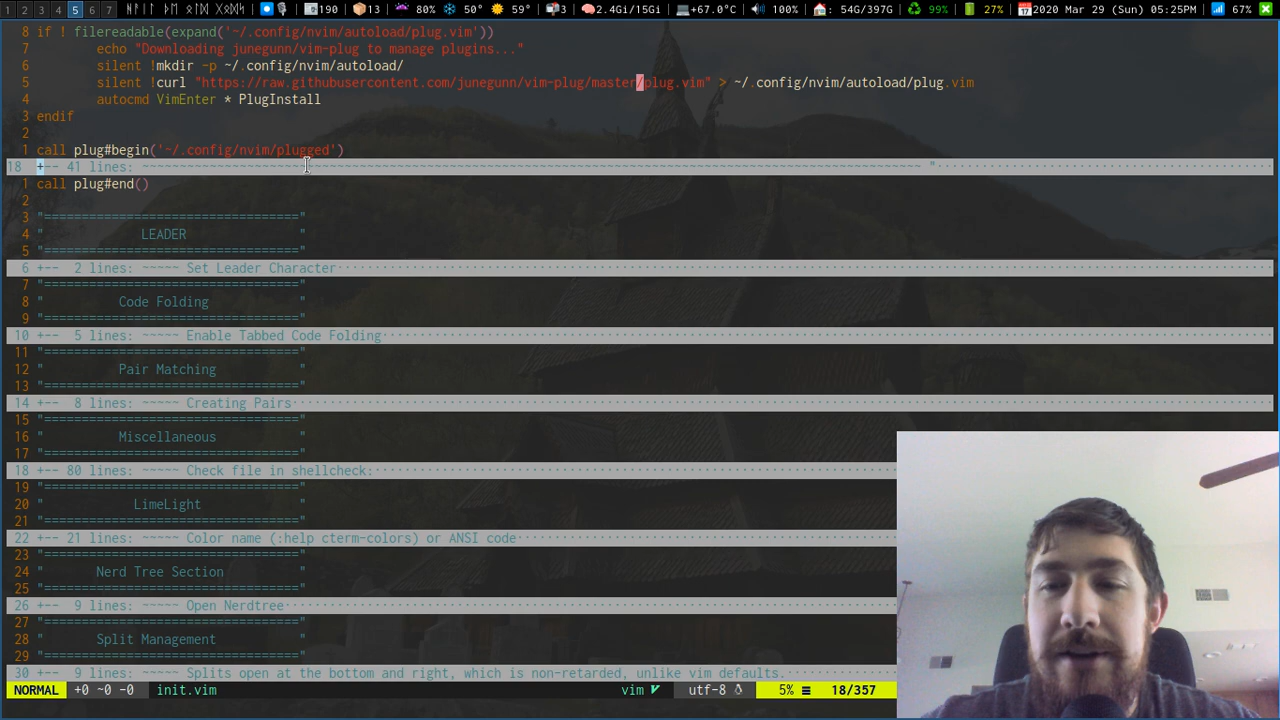 1 2 3 4 5 6 7 190 13 80% 50° 59° 3 2.4Gi/15Gi +67.0°C 100% : 54G/397G 99% 27% 2020 Mar 29 (Sun) 05:25PM 67%
8 if ! filereadable(expand('~/.config/nvim/autoload/plug.vim'))
7 echo "Downloading junegunn/vim-plug to manage plugins..."
6 silent !mkdir -p ~/.config/nvim/autoload/
5 silent !curl "https://raw.githubusercontent.com/junegunn/vim-plug/master/plug.vim" > ~/.config/nvim/autoload/plug.vim
4 autocmd VimEnter * PlugInstall
3 endif
2
1 call plug#begin('~/.config/nvim/plugged')
18 +-- 41 lines: ~~~~~~~~~~~~~~~~~~~~~~~~~~~~~~~~~~~~~~~~~~~~~~~~~~~~~~~~~~~~~~~~~~~~~~~~~~~~~~~~~~~~~~~~~~~~~~~~~~~~~~~~~ "
1 call plug#end()
2
3 "=================================="
4 " LEADER "
5 "=================================="
6 +-- 2 lines: ~~~~~ Set Leader Character
7 "=================================="
8 " Code Folding "
9 "=================================="
10 +-- 5 lines: ~~~~~ Enable Tabbed Code Folding
11 "=================================="
12 " Pair Matching "
13 "=================================="
14 +-- 8 lines: ~~~~~ Creating Pairs
15 "=================================="
16 " Miscellaneous "
17 "=================================="
18 +-- 80 lines: ~~~~~ Check file in shellcheck:
19 "=================================="
20 " LimeLight "
21 "=================================="
22 +-- 21 lines: ~~~~~ Color name (:help cterm-colors) or ANSI code
23 "=================================="
24 " Nerd Tree Section "
25 "=================================="
26 +-- 9 lines: ~~~~~ Open Nerdtree
27 "=================================="
28 " Split Management "
29 "=================================="
30 +-- 9 lines: ~~~~~ Splits open at the bottom and right, which is non-retarded, unlike vim defaults.
NORMAL +0 ~0 -0 init.vim vim utf-8 5% 18/357